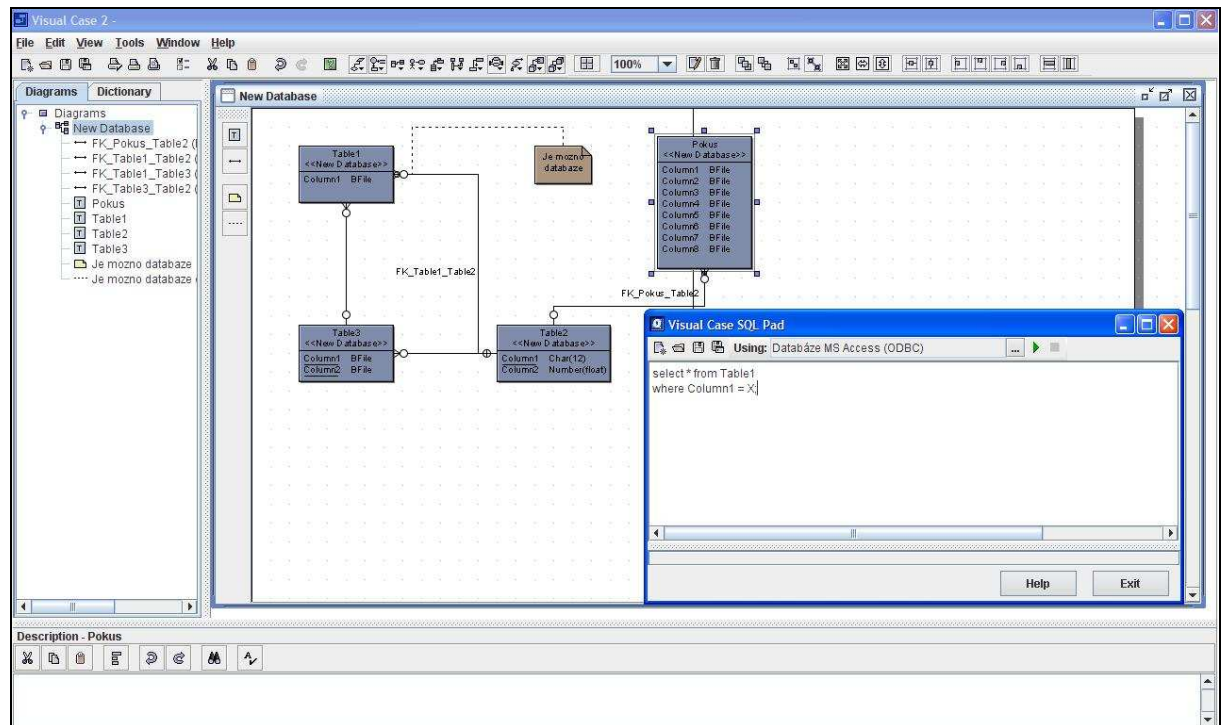 Visual Case 2 -
File Edit View Tools Window Help
100%
Diagrams Dictionary
Diagrams
New Database
FK_Pokus_Table2 (
FK_Table1_Table2 (
FK_Table1_Table3 (
FK_Table3_Table2 (
Pokus
Table1
Table2
Table3
Je mozno databaze
Je mozno databaze
New Database
Table1
<<New Database>>
Column1 BFile
Je mozno
databaze
Pokus
<<New Database>>
Column1 BFile
Column2 BFile
Column3 BFile
Column4 BFile
Column5 BFile
Column6 BFile
Column7 BFile
Column8 BFile
FK_Table1_Table2
FK_Pokus_Table2
Table3
<<New Database>>
Column1 BFile
Column2 BFile
Table2
<<New Database>>
Column1 Char(12)
Column2 Number(float)
Visual Case SQL Pad
Using: Databáze MS Access (ODBC) ...
select * from Table1
where Column1 = X;
Help Exit
Description - Pokus